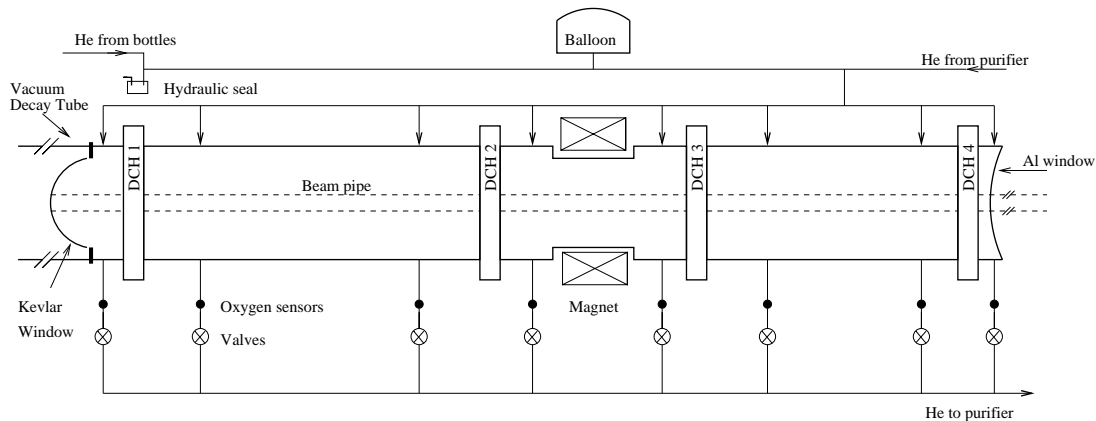 He from bottles
Balloon
He from purifier
Vacuum
Decay Tube
Hydraulic seal
DCH 1
DCH 2
DCH 3
DCH 4
Al window
Beam pipe
Kevlar
Window
Oxygen sensors
Magnet
Valves
He to purifier